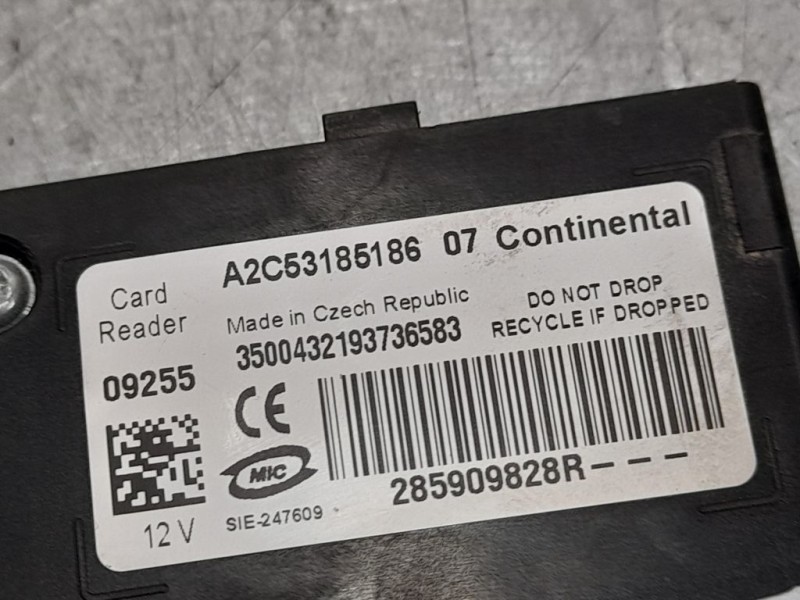 Card
Reader
09255
A2C53185186 07 Continental
Made in Czech Republic
3500432193736583
DO NOT DROP
RECYCLE IF DROPPED
CE
MIC
285909828R---
12V
SIE-247609